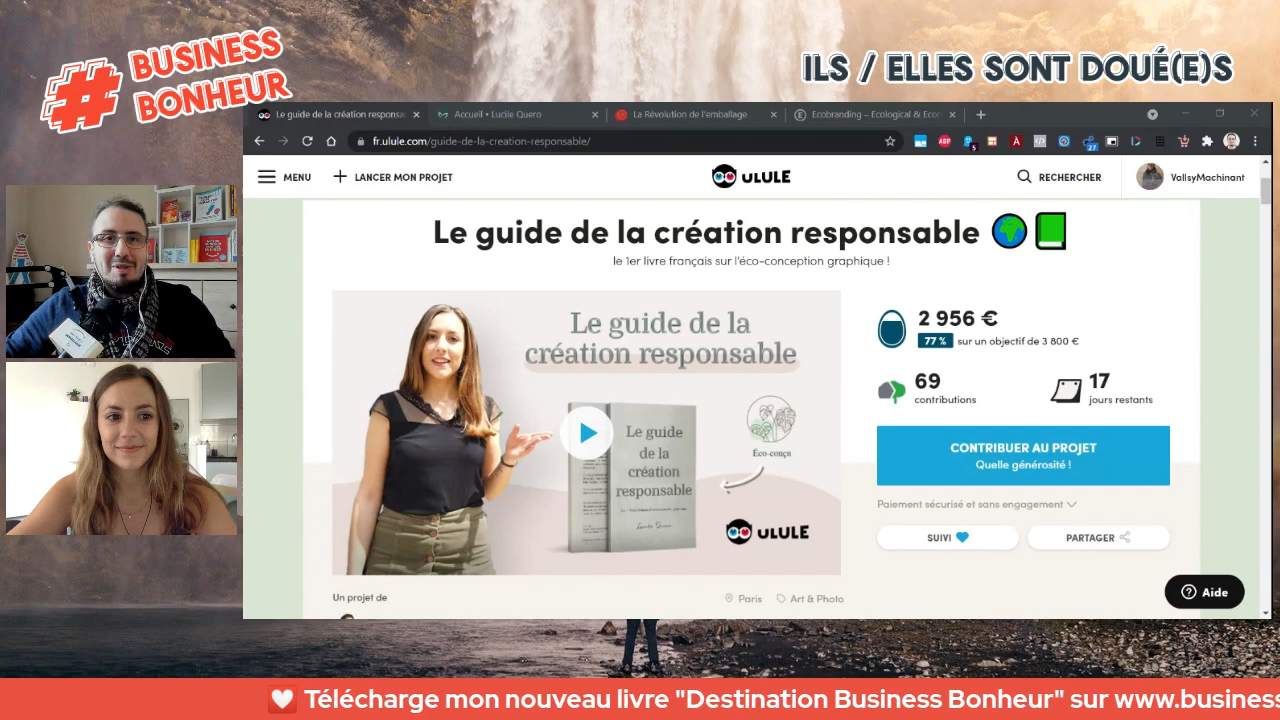 #
BUSINESS
BONHEUR
ILS / ELLES SONT DOUÉ(E)S
Le guide de la création responsa
Accueil • Lucile Quero
La Révolution de l'emballage
Ecobranding – Ecological & Eco
fr.ulule.com/guide-de-la-creation-responsable/
ABP
5
27
MENU
LANCER MON PROJET
ULULE
RECHERCHER
VallsyMachinant
Le guide de la création responsable
le 1er livre français sur l'éco-conception graphique !
Le guide de la
création responsable
Le guide
de la
création
responsable
Éco-conçu
ULULE
2 956 €
77 % sur un objectif de 3 800 €
69
contributions
17
jours restants
CONTRIBUER AU PROJET
Quelle générosité !
Paiement sécurisé et sans engagement
SUIVI
PARTAGER
Un projet de
Paris
Art & Photo
Aide
Télécharge mon nouveau livre "Destination Business Bonheur" sur www.business